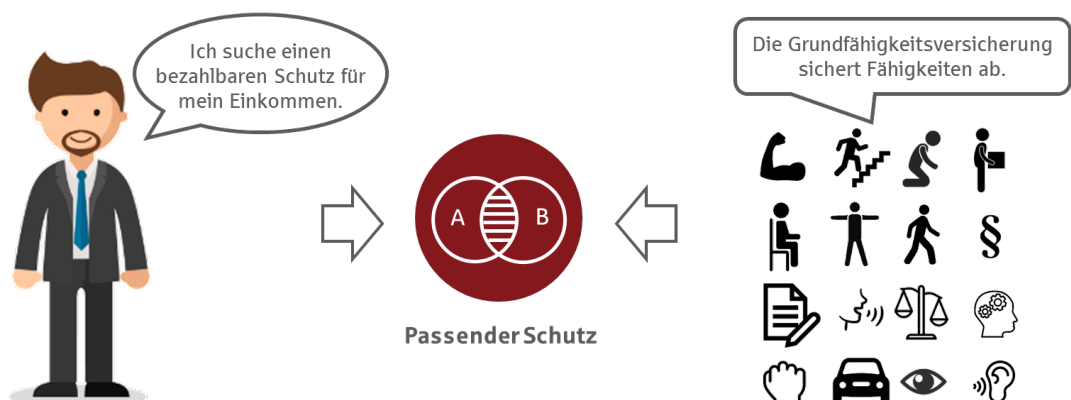 Ich suche einen
bezahlbaren Schutz für
mein Einkommen.
Die Grundfähigkeitsversicherung
sichert Fähigkeiten ab.
A B
§
Passender Schutz